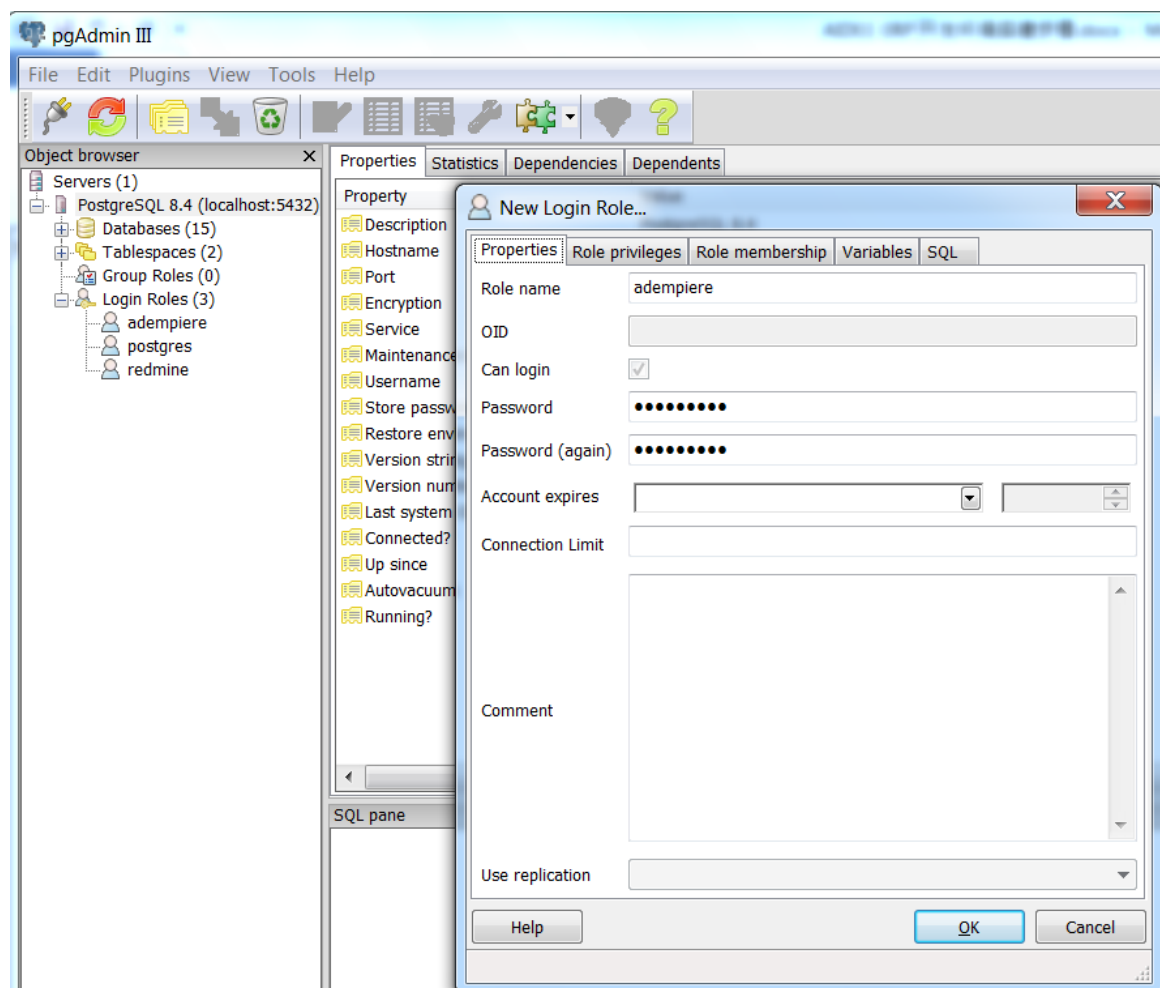 pgAdmin III
File Edit Plugins View Tools Help
Object browser
Servers (1)
PostgreSQL 8.4 (localhost:5432)
Databases (15)
Tablespaces (2)
Group Roles (0)
Login Roles (3)
adempiere
postgres
redmine
Properties Statistics Dependencies Dependents
Property
Description
Hostname
Port
Encryption
Service
Maintenance
Username
Store passw
Restore env
Version strin
Version num
Last system
Connected?
Up since
Autovacuum
Running?
SQL pane
New Login Role...
Properties Role privileges Role membership Variables SQL
Role name adempiere
OID
Can login
Password •••••••••
Password (again) •••••••••
Account expires
Connection Limit
Comment
Use replication
Help OK Cancel